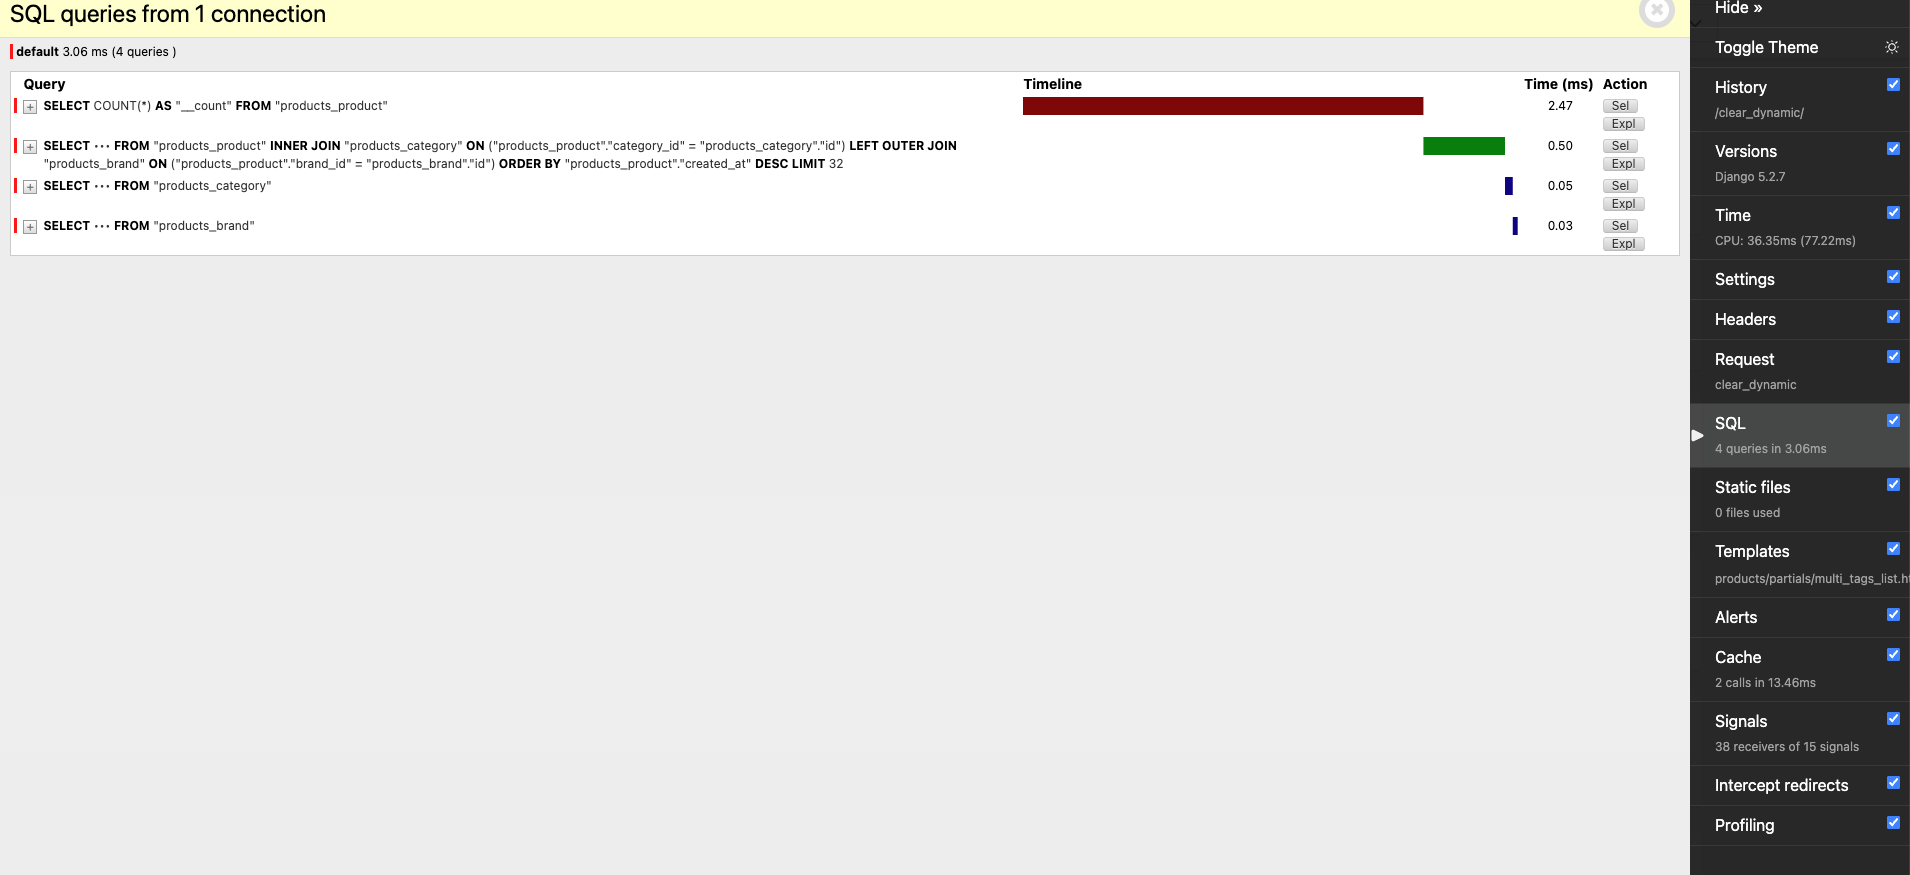 SQL queries from 1 connection
default 3.06 ms (4 queries )
Query Timeline Time (ms) Action
SELECT COUNT(*) AS "__count" FROM "products_product" 2.47 Sel
Expl
SELECT ••• FROM "products_product" INNER JOIN "products_category" ON ("products_product"."category_id" = "products_category"."id") LEFT OUTER JOIN 0.50 Sel
"products_brand" ON ("products_product"."brand_id" = "products_brand"."id") ORDER BY "products_product"."created_at" DESC LIMIT 32 Expl
SELECT ••• FROM "products_category" 0.05 Sel
Expl
SELECT ••• FROM "products_brand" 0.03 Sel
Expl
Hide »
Toggle Theme
History
/clear_dynamic/
Versions
Django 5.2.7
Time
CPU: 36.35ms (77.22ms)
Settings
Headers
Request
clear_dynamic
SQL
4 queries in 3.06ms
Static files
0 files used
Templates
products/partials/multi_tags_list.h
Alerts
Cache
2 calls in 13.46ms
Signals
38 receivers of 15 signals
Intercept redirects
Profiling